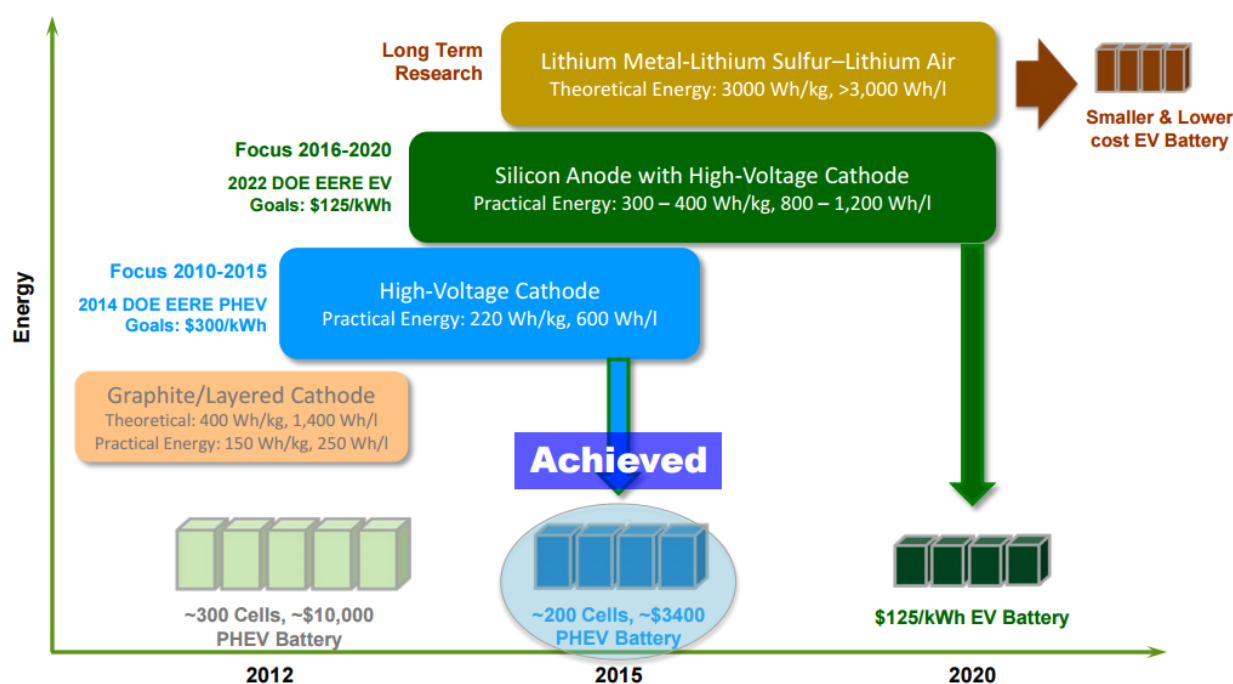 Long Term
Research
Lithium Metal-Lithium Sulfur–Lithium Air
Theoretical Energy: 3000 Wh/kg, >3,000 Wh/l
Smaller & Lower
cost EV Battery
Focus 2016-2020
2022 DOE EERE EV
Goals: $125/kWh
Silicon Anode with High-Voltage Cathode
Practical Energy: 300 – 400 Wh/kg, 800 – 1,200 Wh/l
Focus 2010-2015
2014 DOE EERE PHEV
Goals: $300/kWh
High-Voltage Cathode
Practical Energy: 220 Wh/kg, 600 Wh/l
Energy
Graphite/Layered Cathode
Theoretical: 400 Wh/kg, 1,400 Wh/l
Practical Energy: 150 Wh/kg, 250 Wh/l
Achieved
~300 Cells, ~$10,000
PHEV Battery
~200 Cells, ~$3400
PHEV Battery
$125/kWh EV Battery
2012
2015
2020